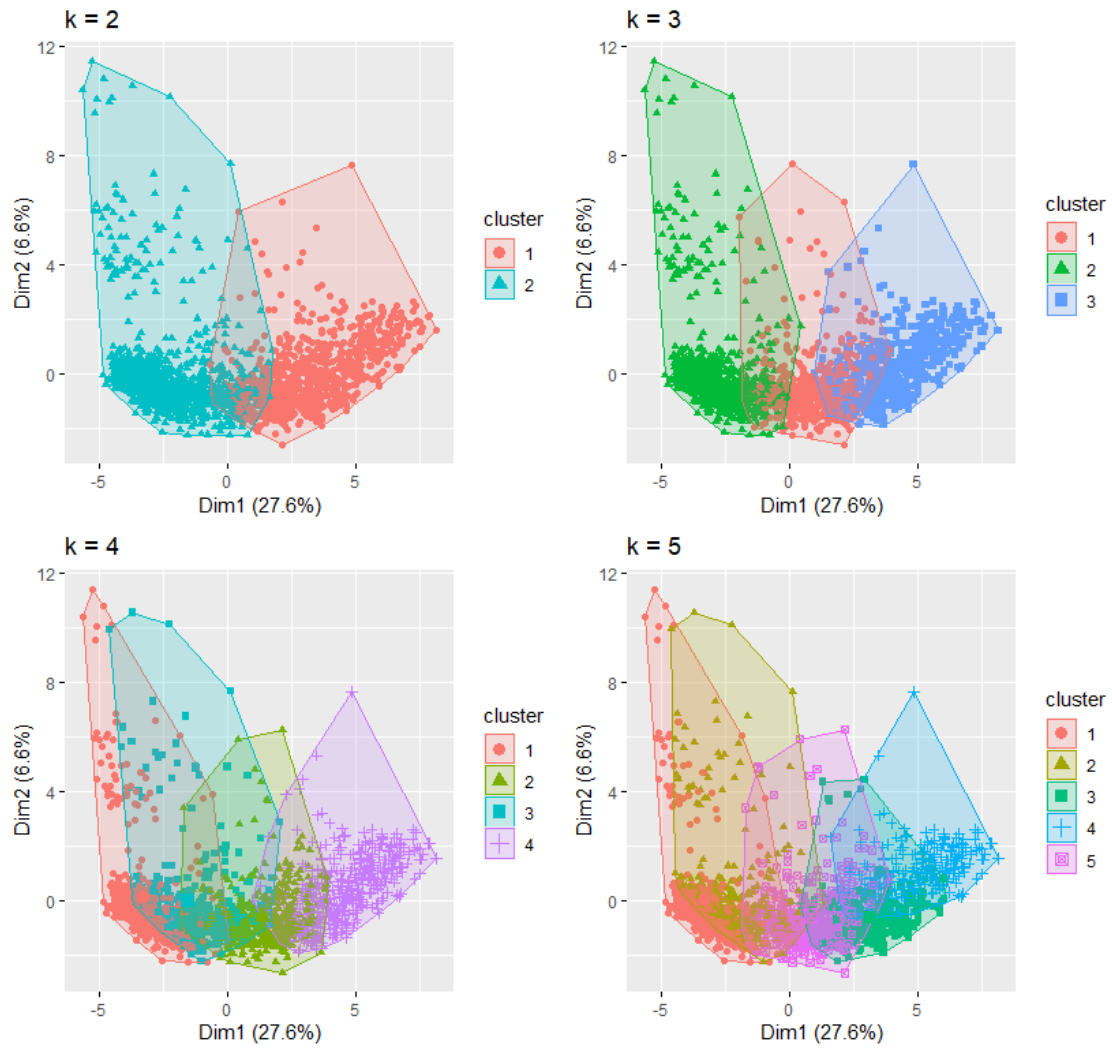 k = 2
12
8
4
0
-5
0
5
Dim2 (6.6%)
Dim1 (27.6%)
cluster
1
2
k = 3
12
8
4
0
-5
0
5
Dim2 (6.6%)
Dim1 (27.6%)
cluster
1
2
3
k = 4
12
8
4
0
-5
0
5
Dim2 (6.6%)
Dim1 (27.6%)
cluster
1
2
3
4
k = 5
12
8
4
0
-5
0
5
Dim2 (6.6%)
Dim1 (27.6%)
cluster
1
2
3
4
5